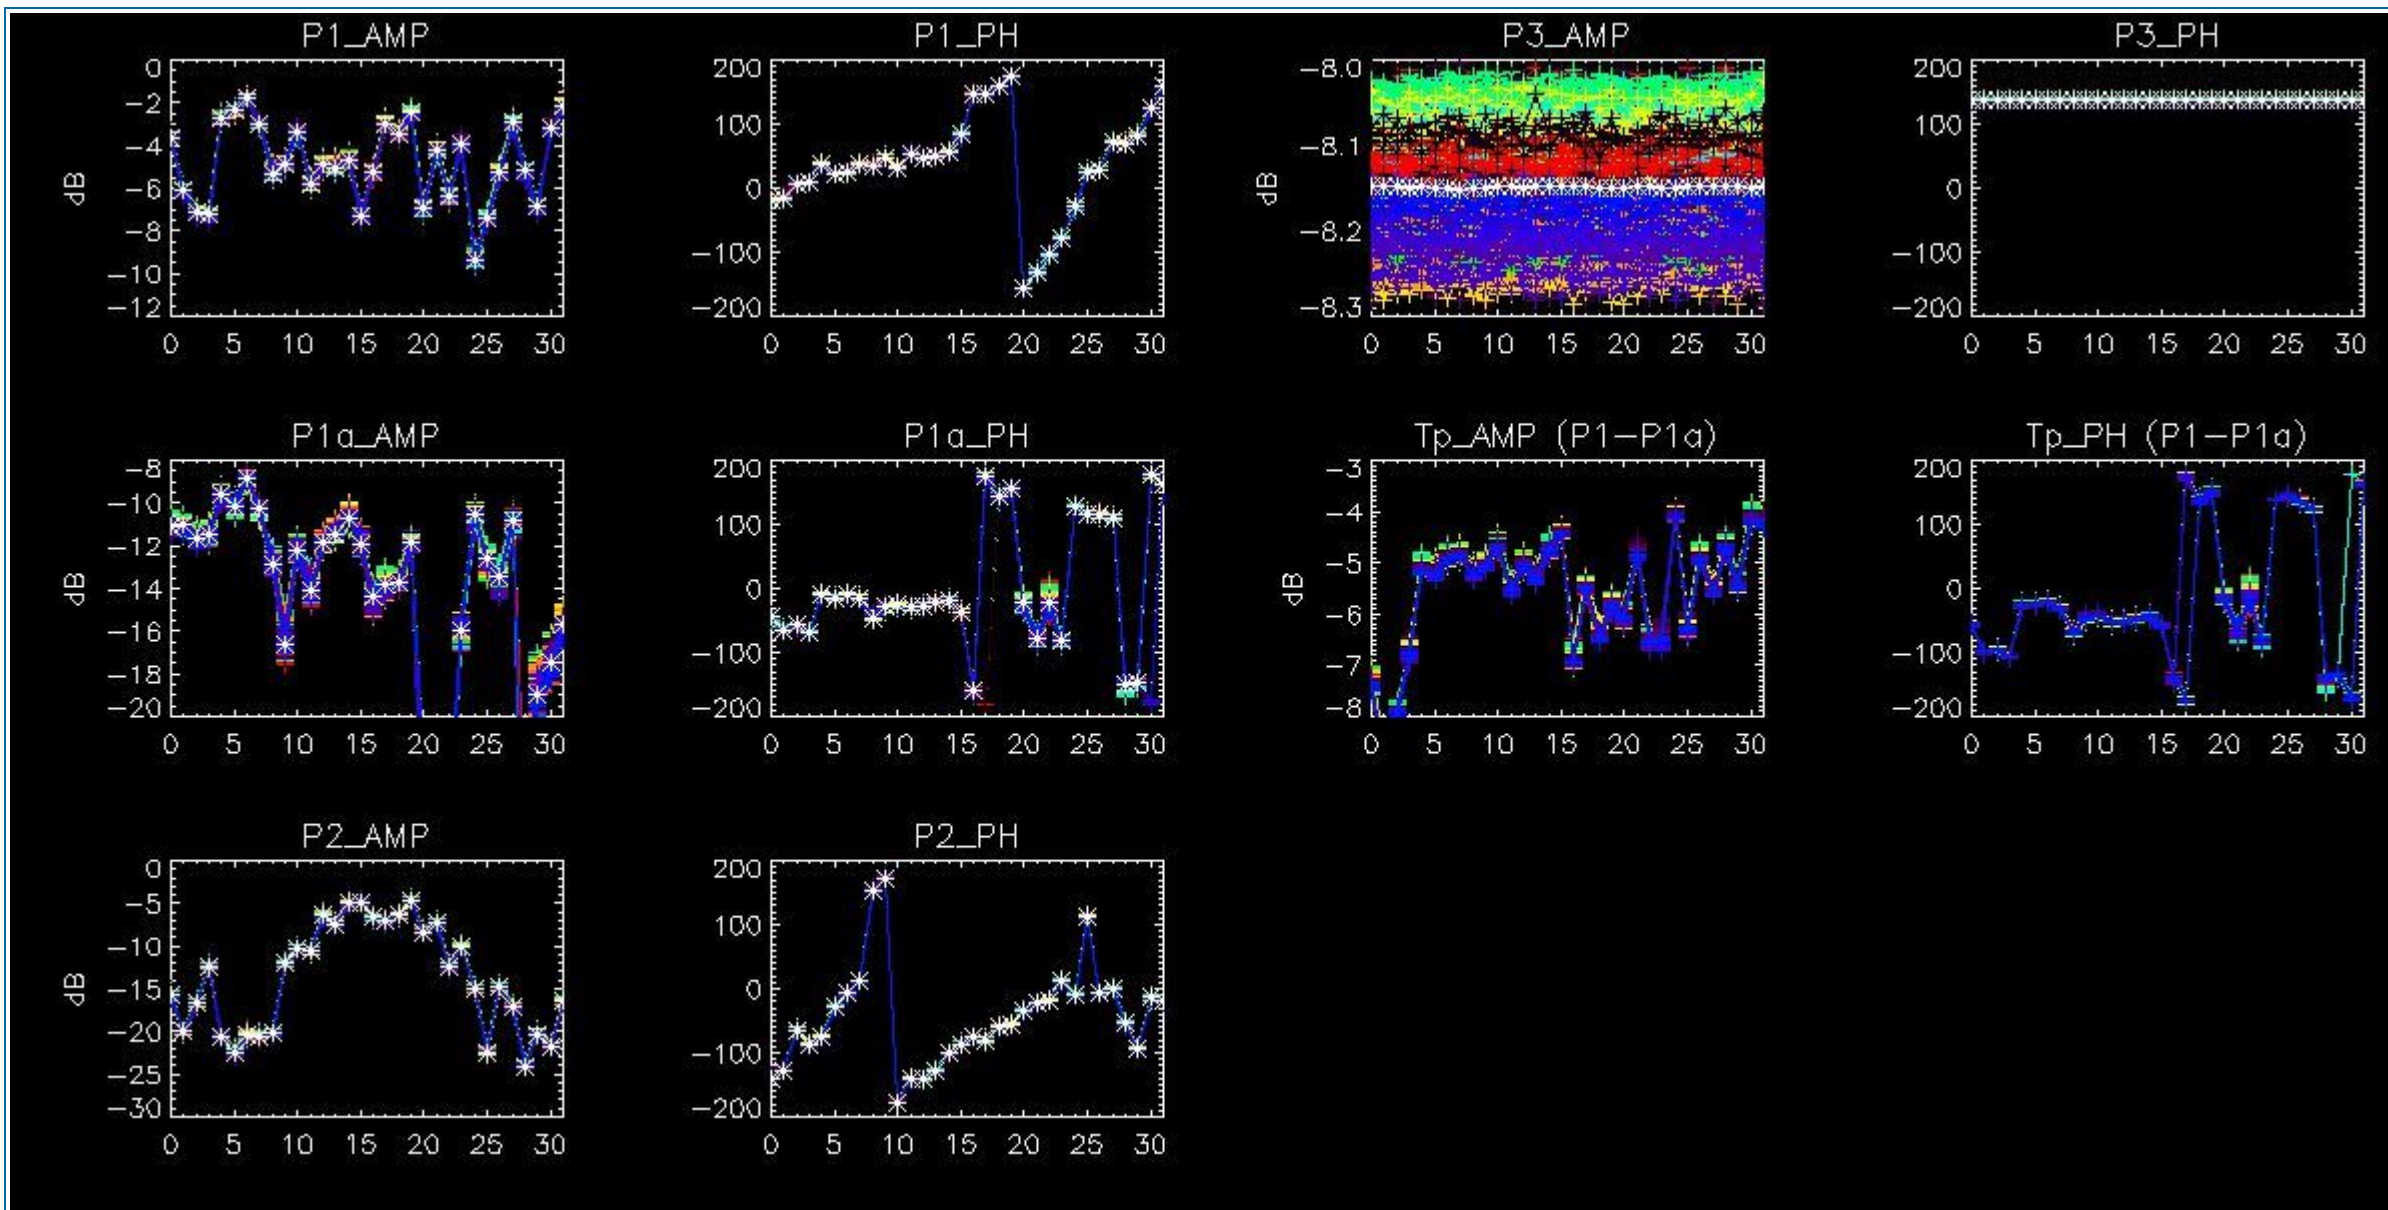 P1_AMP P1_PH P3_AMP P3_PH
0 200 -8.0 200
-2
100 100
-4 -8.1
dB 0 dB 0
-6
-8 -8.2
-100 -100
-10
-12 -200 -8.3 -200
0 5 10 15 20 25 30 0 5 10 15 20 25 30 0 5 10 15 20 25 30 0 5 10 15 20 25 30
P1a_AMP P1a_PH Tp_AMP (P1-P1a) Tp_PH (P1-P1a)
-8 200 -3 200
-10 100 -4 100
-12
dB 0 dB -5 0
-14
-16 -6
-100 -100
-18 -7
-20 -200 -8 -200
0 5 10 15 20 25 30 0 5 10 15 20 25 30 0 5 10 15 20 25 30 0 5 10 15 20 25 30
P2_AMP P2_PH
0 200
-5
100
-10
dB 0
-15
-20
-100
-25
-30 -200
0 5 10 15 20 25 30 0 5 10 15 20 25 30